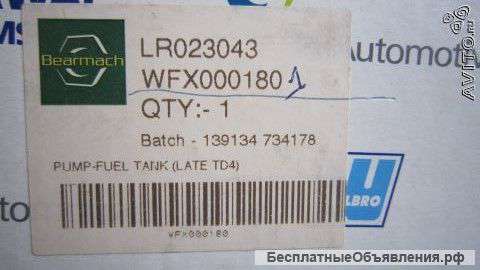 Bearmach
LR023043
WFX000180 1
QTY:- 1
Batch - 139134 734178
PUMP-FUEL TANK (LATE TD4)
WFX000180
Automotive
LBRO
AVITO.ru
БесплатныеОбъявления.рф